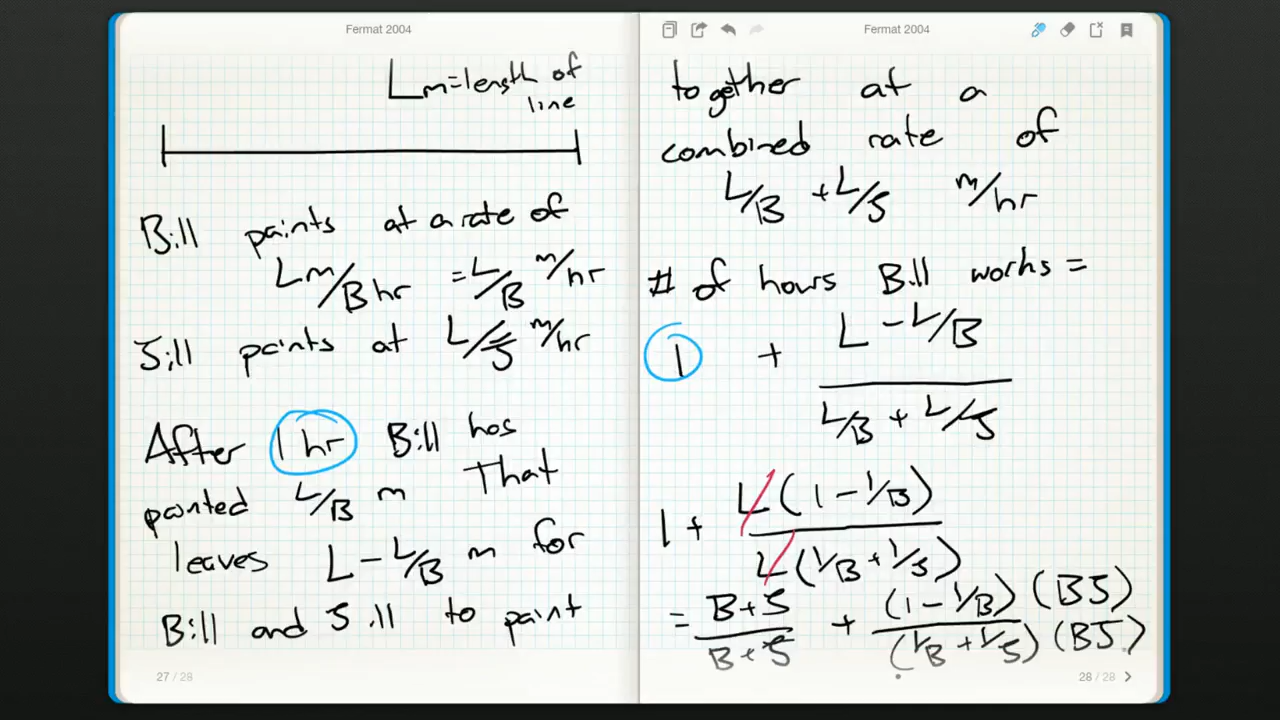 Fermat 2004
L m = length of
line
Bill paints at a rate of
L m/B hr = L/B m/hr
Jill paints at L/J m/hr
After 1 hr Bill has
painted L/B m That
leaves L - L/B m for
Bill and Jill to paint
27 / 28
Fermat 2004
together at a
combined rate of
L/B + L/J m/hr
# of hours Bill works =
1 + L - L/B
L/B + L/J
1 + L(1 - 1/B)
L(1/B + 1/J)
= B+J + (1 - 1/B) (BJ)
B+J (1/B + 1/J) (BJ)
28 / 28